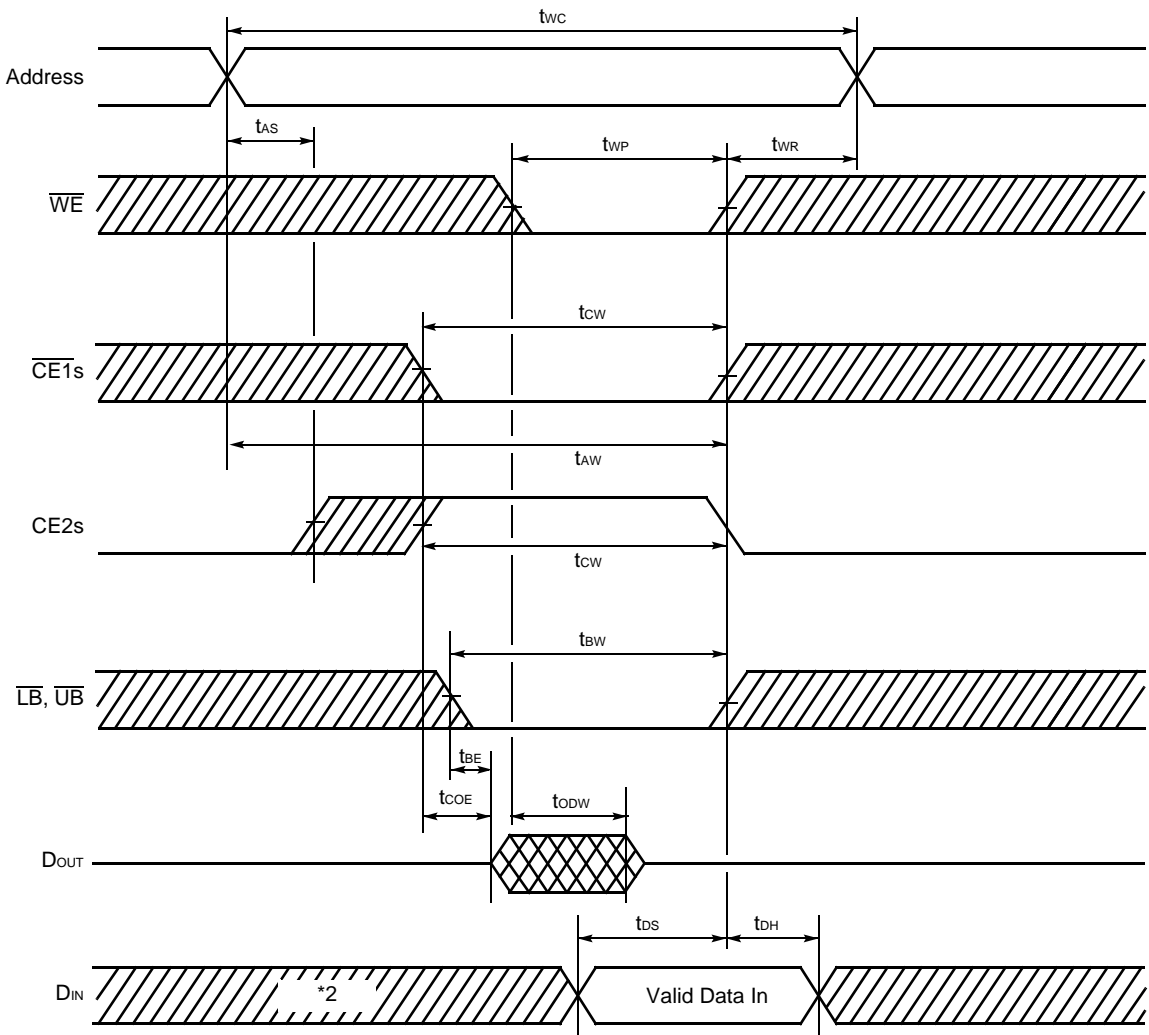 tWC
Address
tAS
tWP
tWR
WE
tCW
CE1s
tAW
CE2s
tCW
tBW
LB, UB
tBE
tCOE
tODW
DOUT
tDS
tDH
DIN
*2
Valid Data In